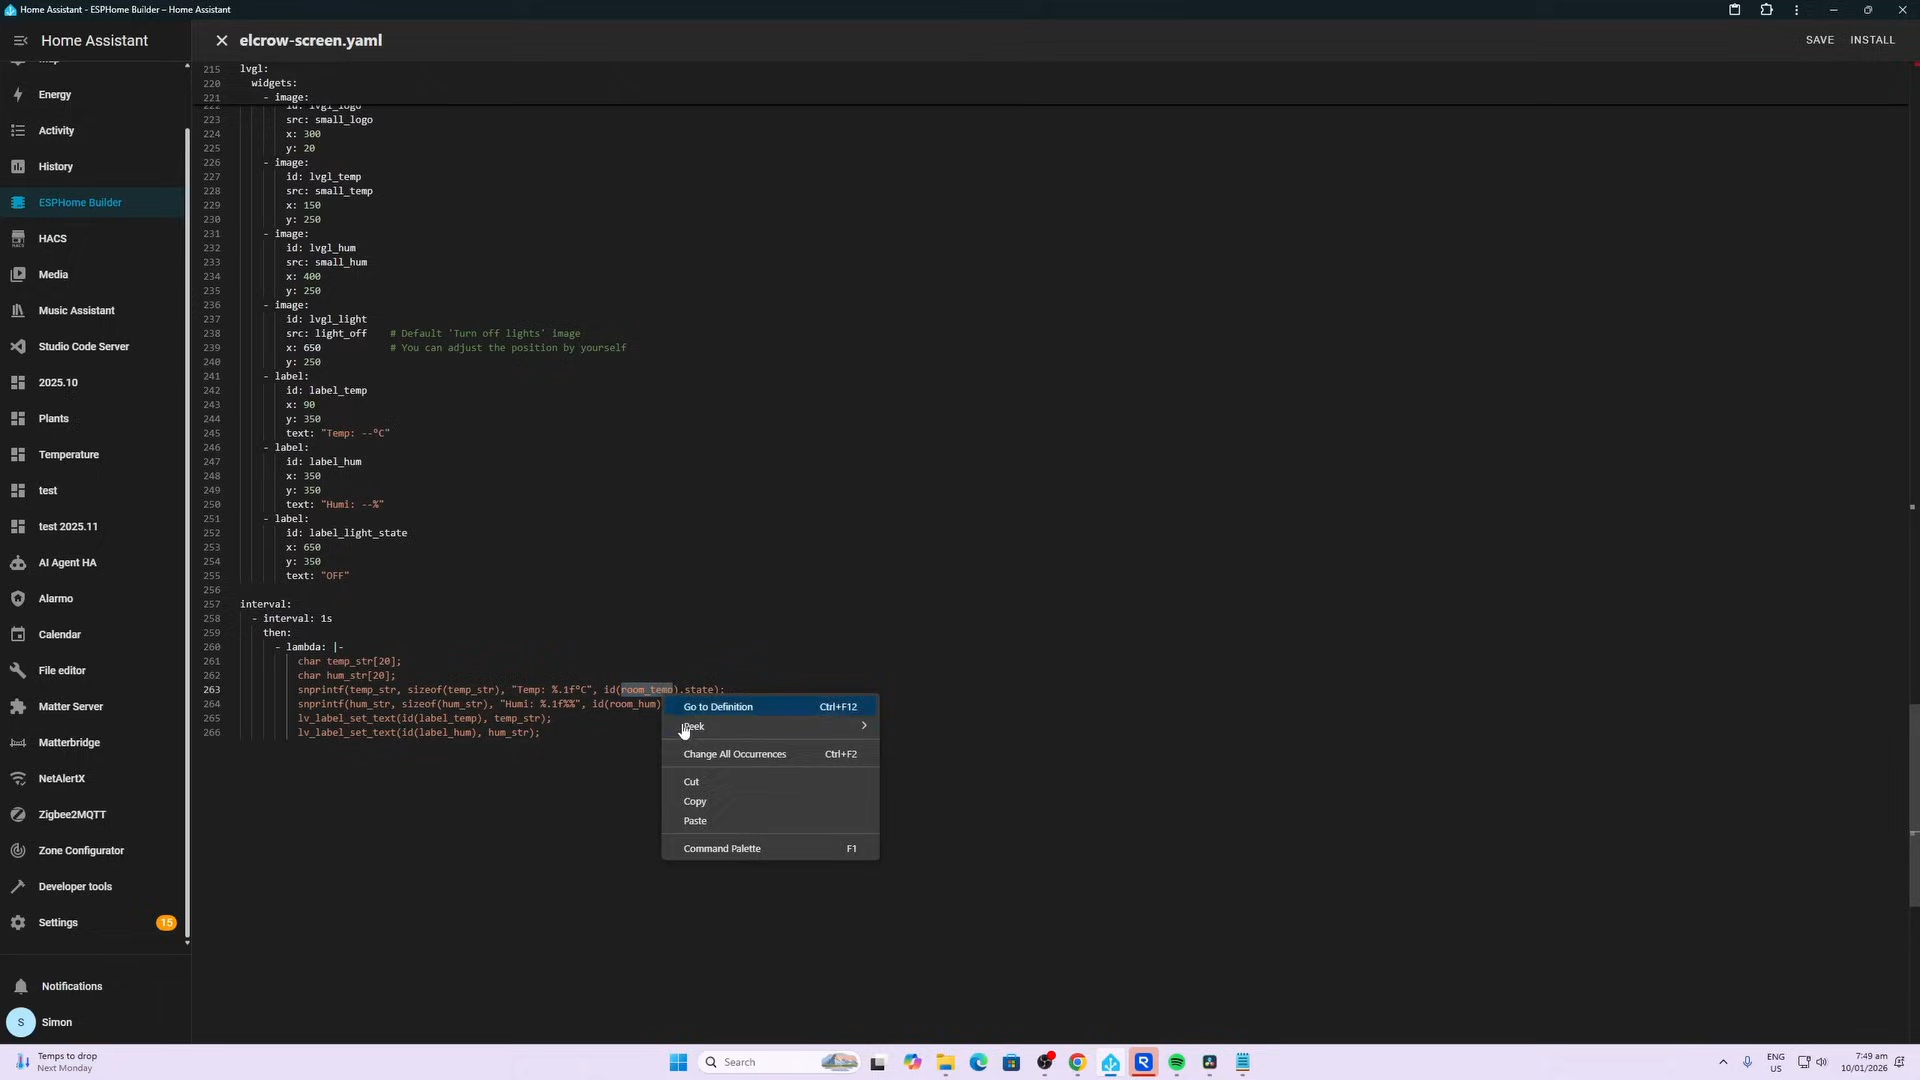 Home Assistant - ESPHome Builder – Home Assistant
Home Assistant
elcrow-screen.yaml
SAVE
INSTALL
Map
Energy
Activity
History
ESPHome Builder
HACS
Media
Music Assistant
Studio Code Server
2025.10
Plants
Temperature
test
test 2025.11
AI Agent HA
Alarmo
Calendar
File editor
Matter Server
Matterbridge
NetAlertX
Zigbee2MQTT
Zone Configurator
Developer tools
Settings 15
Notifications
S Simon
215 lvgl:
220 widgets:
221 - image:
222 id: lvgl_logo
223 src: small_logo
224 x: 300
225 y: 20
226 - image:
227 id: lvgl_temp
228 src: small_temp
229 x: 150
230 y: 250
231 - image:
232 id: lvgl_hum
233 src: small_hum
234 x: 400
235 y: 250
236 - image:
237 id: lvgl_light
238 src: light_off # Default 'Turn off lights' image
239 x: 650 # You can adjust the position by yourself
240 y: 250
241 - label:
242 id: label_temp
243 x: 90
244 y: 350
245 text: "Temp: --°C"
246 - label:
247 id: label_hum
248 x: 350
249 y: 350
250 text: "Humi: --%"
251 - label:
252 id: label_light_state
253 x: 650
254 y: 350
255 text: "OFF"
256
257 interval:
258 - interval: 1s
259 then:
260 - lambda: |-
261 char temp_str[20];
262 char hum_str[20];
263 snprintf(temp_str, sizeof(temp_str), "Temp: %.1f°C", id(room_temp).state);
264 snprintf(hum_str, sizeof(hum_str), "Humi: %.1f%%", id(room_hum)
265 lv_label_set_text(id(label_temp), temp_str);
266 lv_label_set_text(id(label_hum), hum_str);
Go to Definition Ctrl+F12
Peek
Change All Occurrences Ctrl+F2
Cut
Copy
Paste
Command Palette F1
Temps to drop
Next Monday
Search
ENG
US
7:49 am
10/01/2026